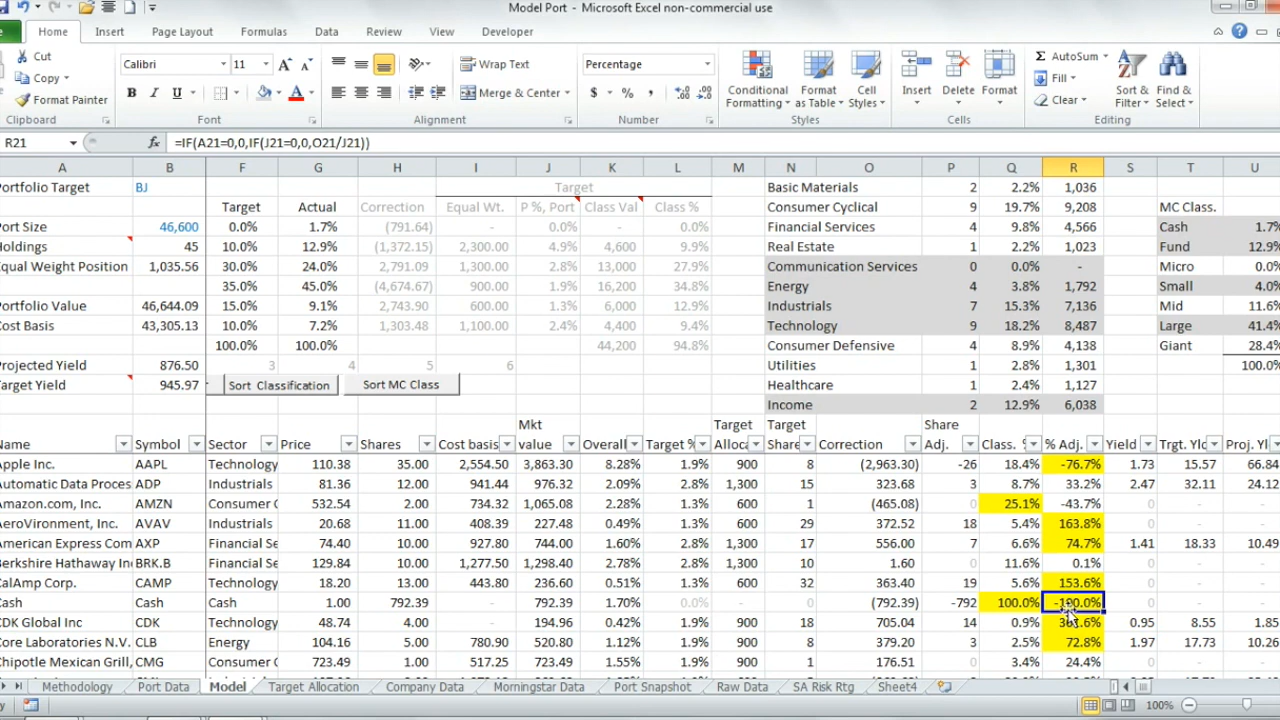 Model Port - Microsoft Excel non-commercial use
Home Insert Page Layout Formulas Data Review View Developer
Cut
Copy
Format Painter
Clipboard
Calibri 11
B I U
Font
Wrap Text
Merge & Center
Alignment
Percentage
$ % ,
Number
Conditional Formatting
Format as Table
Cell Styles
Styles
Insert Delete Format
Cells
AutoSum
Fill
Clear
Sort & Filter
Find & Select
Editing
R21 fx =IF(A21=0,0,IF(J21=0,0,O21/J21))
A B F G H I J K L M N O P Q R S T U
Portfolio Target BJ Target Basic Materials 2 2.2% 1,036
Target Actual Correction Equal Wt. P %, Port Class Val Class % Consumer Cyclical 9 19.7% 9,208 MC Class.
Port Size 46,600 0.0% 1.7% (791.64) - 0.0% - 0.0% Financial Services 4 9.8% 4,566 Cash 1.7%
Holdings 45 10.0% 12.9% (1,372.15) 2,300.00 4.9% 4,600 9.9% Real Estate 1 2.2% 1,023 Fund 12.9%
Equal Weight Position 1,035.56 30.0% 24.0% 2,791.09 1,300.00 2.8% 13,000 27.9% Communication Services 0 0.0% - Micro 0.0%
35.0% 45.0% (4,674.67) 900.00 1.9% 16,200 34.8% Energy 4 3.8% 1,792 Small 4.0%
Portfolio Value 46,644.09 15.0% 9.1% 2,743.90 600.00 1.3% 6,000 12.9% Industrials 7 15.3% 7,136 Mid 11.6%
Cost Basis 43,305.13 10.0% 7.2% 1,303.48 1,100.00 2.4% 4,400 9.4% Technology 9 18.2% 8,487 Large 41.4%
100.0% 100.0% 44,200 94.8% Consumer Defensive 4 8.9% 4,138 Giant 28.4%
Projected Yield 876.50 3 4 5 6 Utilities 1 2.8% 1,301 100.0%
Target Yield 945.97 Sort Classification Sort MC Class Healthcare 1 2.4% 1,127
Income 2 12.9% 6,038
Mkt Target Target Share
Name Symbol Sector Price Shares Cost basis value Overall Target % Alloca Share Correction Adj. Class. % % Adj. Yield Trgt. Yl Proj. Yl
Apple Inc. AAPL Technology 110.38 35.00 2,554.50 3,863.30 8.28% 1.9% 900 8 (2,963.30) -26 18.4% -76.7% 1.73 15.57 66.84
Automatic Data Proces ADP Industrials 81.36 12.00 941.44 976.32 2.09% 2.8% 1,300 15 323.68 3 8.7% 33.2% 2.47 32.11 24.12
Amazon.com, Inc. AMZN Consumer C 532.54 2.00 734.32 1,065.08 2.28% 1.3% 600 1 (465.08) 0 25.1% -43.7% 0 - -
AeroVironment, Inc. AVAV Industrials 20.68 11.00 408.39 227.48 0.49% 1.3% 600 29 372.52 18 5.4% 163.8% 0 - -
American Express Com AXP Financial Se 74.40 10.00 927.80 744.00 1.60% 2.8% 1,300 17 556.00 7 6.6% 74.7% 1.41 18.33 10.49
Berkshire Hathaway In BRK.B Financial Se 129.84 10.00 1,277.50 1,298.40 2.78% 2.8% 1,300 10 1.60 0 11.6% 0.1% 0 - -
CalAmp Corp. CAMP Technology 18.20 13.00 443.80 236.60 0.51% 1.3% 600 32 363.40 19 5.6% 153.6% 0 - -
Cash Cash Cash 1.00 792.39 792.39 1.70% 0.0% - 0 (792.39) -792 100.0% -100.0% 0 - -
CDK Global Inc CDK Technology 48.74 4.00 - 194.96 0.42% 1.9% 900 18 705.04 14 0.9% 0.95 8.55 1.85
Core Laboratories N.V. CLB Energy 104.16 5.00 780.90 520.80 1.12% 1.9% 900 8 379.20 3 2.5% 72.8% 1.97 17.73 10.26
Chipotle Mexican Grill, CMG Consumer C 723.49 1.00 517.25 723.49 1.55% 1.9% 900 1 176.51 0 3.4% 24.4% 0 - -
Methodology Port Data Model Target Allocation Company Data Morningstar Data Port Snapshot Raw Data SA Risk Rtg Sheet4
100%